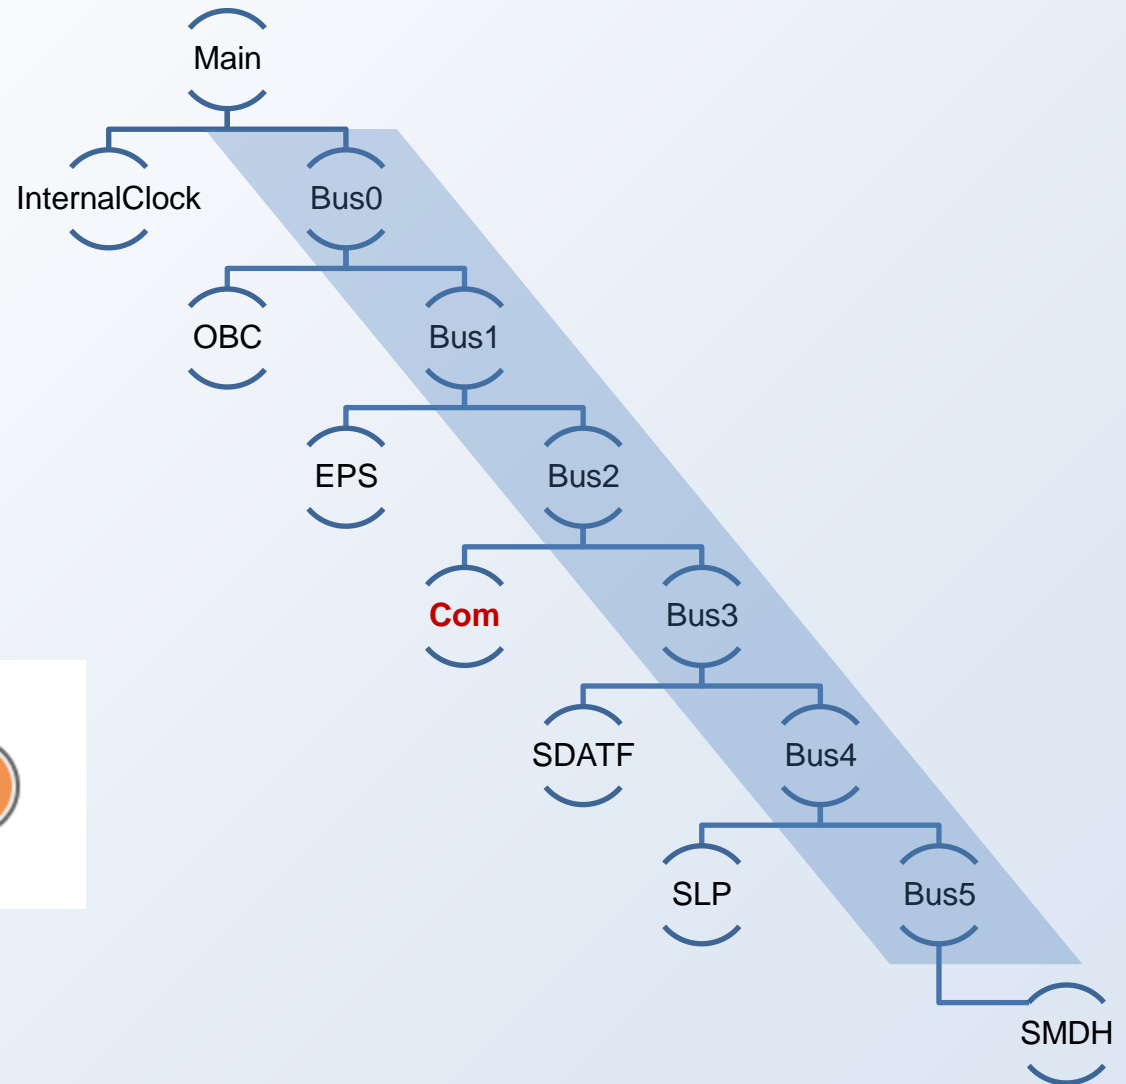 Main
InternalClock
Bus0
OBC
Bus1
EPS
Bus2
Com
Bus3
SDATF
Bus4
SLP
Bus5
SMDH